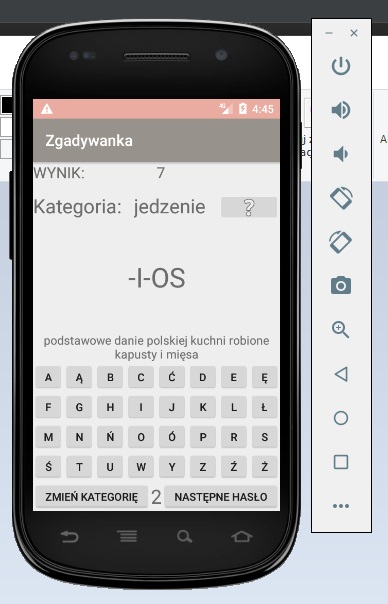 4:45
Zgadywanka
WYNIK: 7
Kategoria: jedzenie ?
-I-OS
podstawowe danie polskiej kuchni robione
kapusty i mięsa
A Ą B C Ć D E Ę
F G H I J K L Ł
M N Ń O Ó P R S
Ś T U W Y Z Ź Ż
ZMIEŃ KATEGORIĘ 2 NASTĘPNE HASŁO